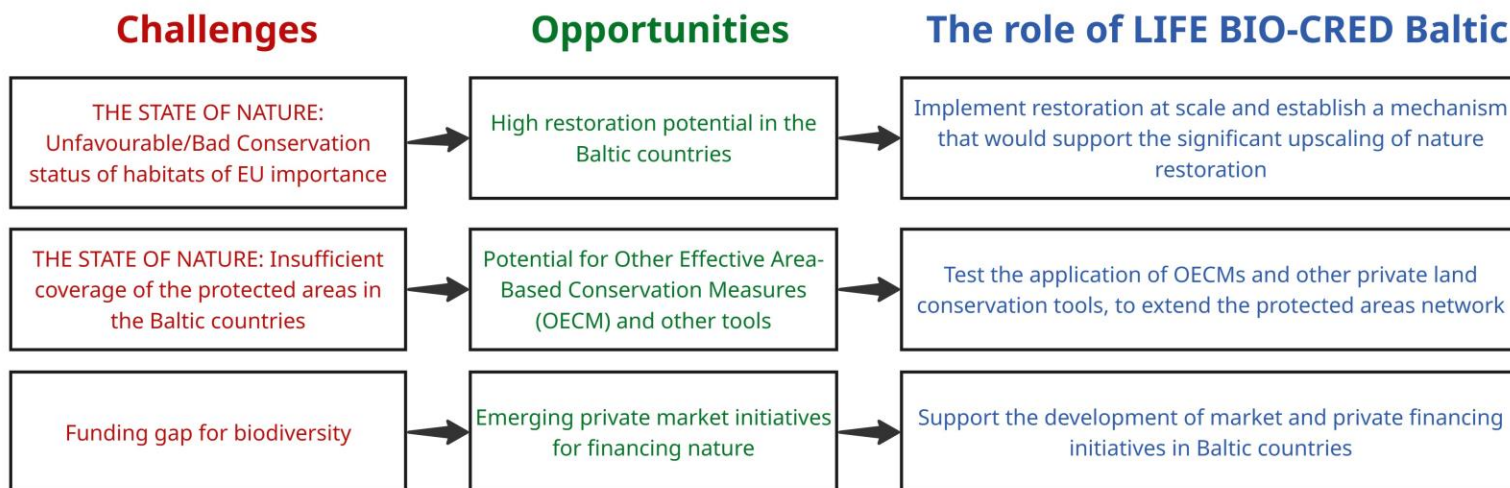 Challenges
Opportunities
The role of LIFE BIO-CRED Baltic
THE STATE OF NATURE:
Unfavourable/Bad Conservation
status of habitats of EU importance
High restoration potential in the
Baltic countries
Implement restoration at scale and establish a mechanism
that would support the significant upscaling of nature
restoration
THE STATE OF NATURE: Insufficient
coverage of the protected areas in
the Baltic countries
Potential for Other Effective Area-
Based Conservation Measures
(OECM) and other tools
Test the application of OECMs and other private land
conservation tools, to extend the protected areas network
Funding gap for biodiversity
Emerging private market initiatives
for financing nature
Support the development of market and private financing
initiatives in Baltic countries